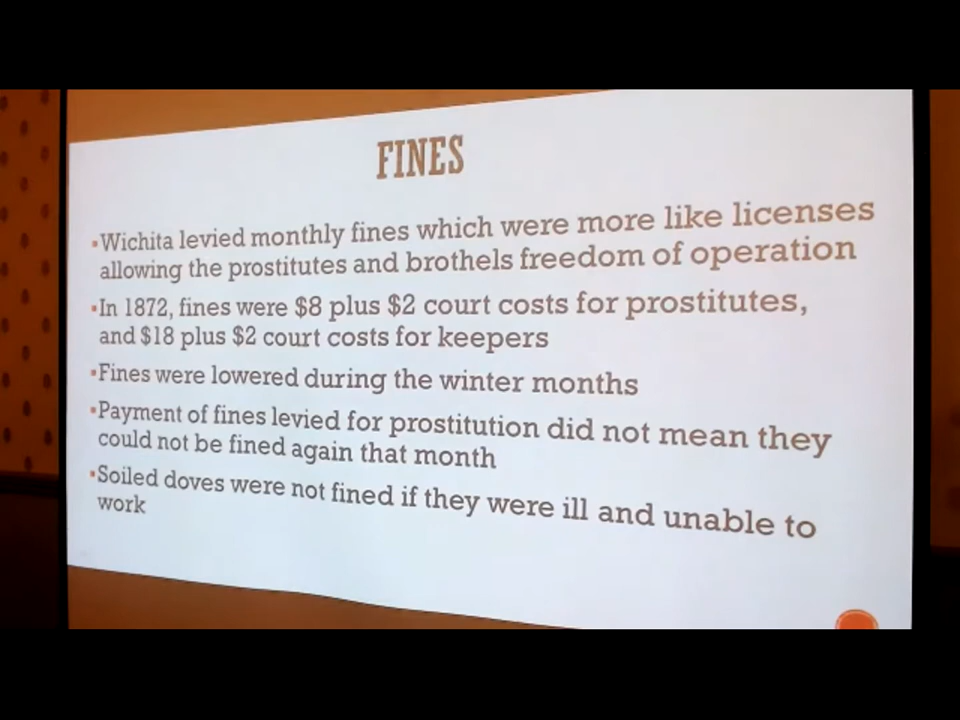 FINES
▪Wichita levied monthly fines which were more like licenses
allowing the prostitutes and brothels freedom of operation
▪In 1872, fines were $8 plus $2 court costs for prostitutes,
and $18 plus $2 court costs for keepers
▪Fines were lowered during the winter months
▪Payment of fines levied for prostitution did not mean they
could not be fined again that month
▪Soiled doves were not fined if they were ill and unable to
work